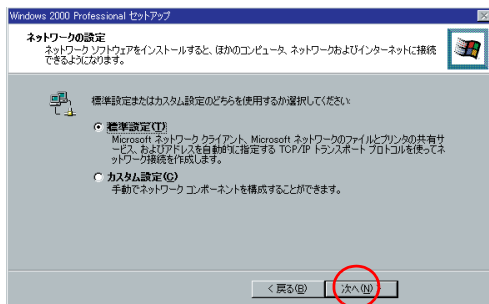 Windows 2000 Professional セットアップ
ネットワークの設定
ネットワーク ソフトウェアをインストールすると、ほかのコンピュータ、ネットワークおよびインターネットに接続
できるようになります。
標準設定またはカスタム設定のどちらを使用するか選択してください。
標準設定(T)
Microsoft ネットワーク クライアント、Microsoft ネットワークのファイルとプリンタの共有サ
ービス、およびアドレスを自動的に指定する TCP/IP トランスポート プロトコルを使ってネ
ットワーク接続を作成します。
カスタム設定(C)
手動でネットワーク コンポーネントを構成することができます。
< 戻る(B)
次へ(N) >